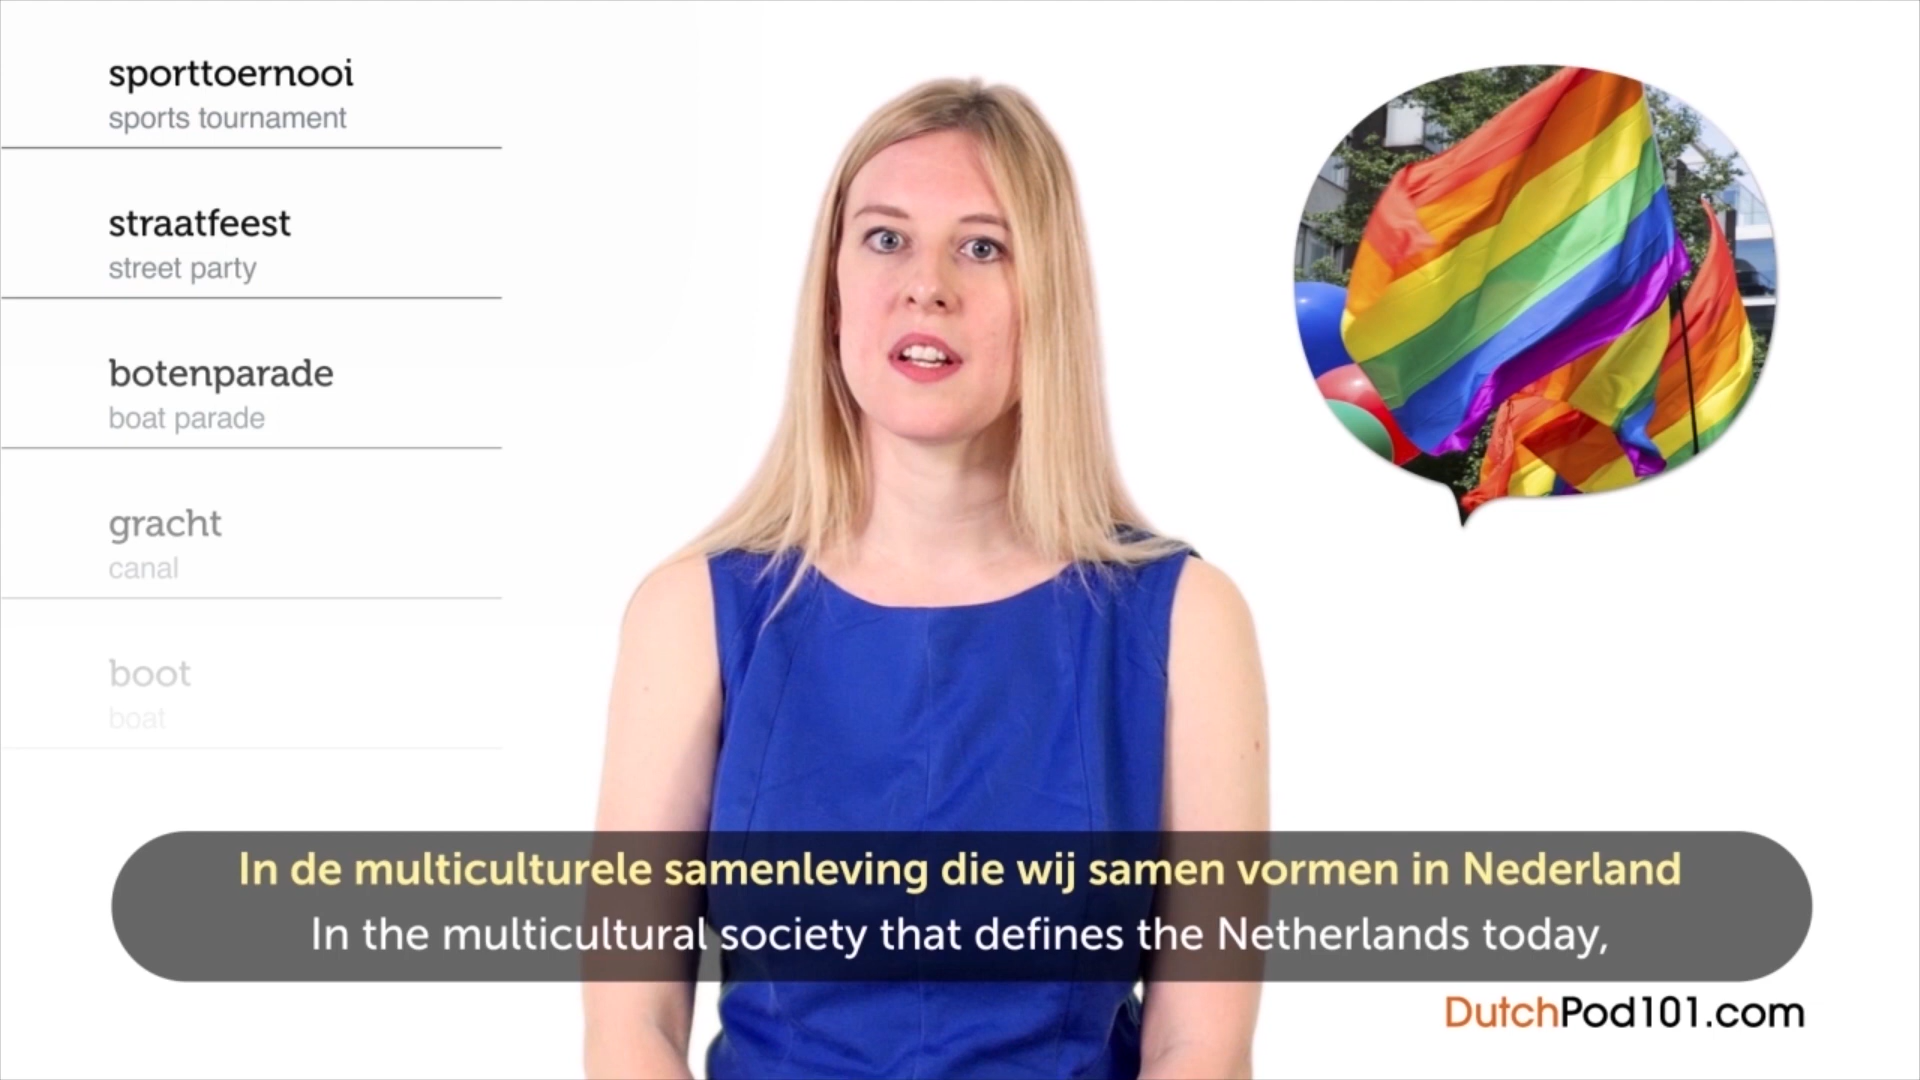 sporttoernooi
sports tournament
straatfeest
street party
botenparade
boat parade
gracht
canal
boot
boat
In de multiculturele samenleving die wij samen vormen in Nederland
In the multicultural society that defines the Netherlands today,
DutchPod101.com